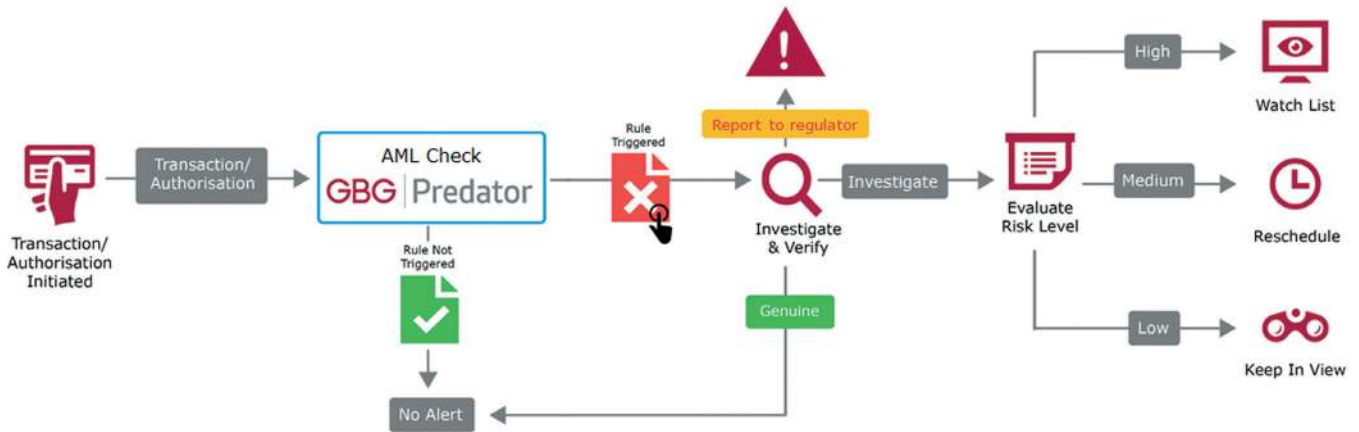 Transaction/
Authorisation
Initiated
Transaction/
Authorisation
AML Check
GBG | Predator
Rule Not
Triggered
No Alert
Rule
Triggered
Report to regulator
Investigate
& Verify
Genuine
Investigate
Evaluate
Risk Level
High
Watch List
Medium
Reschedule
Low
Keep In View